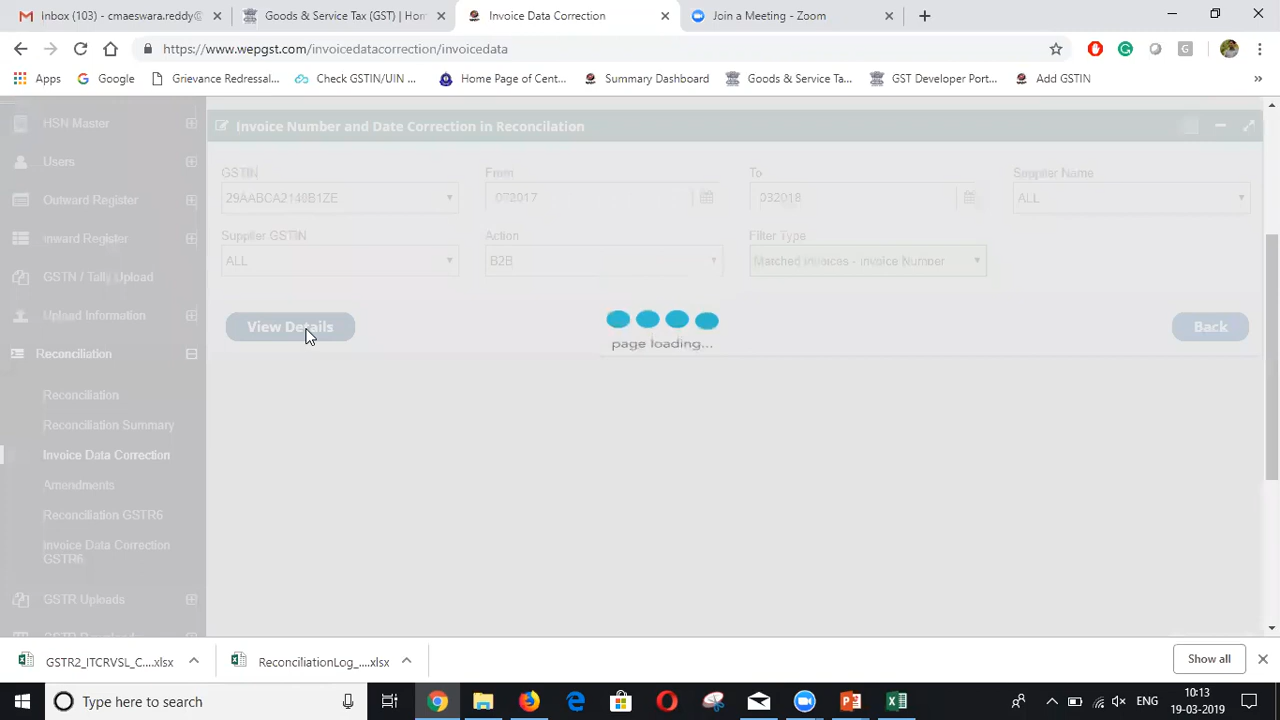 Inbox (103) - cmaeswara.reddy@
Goods & Service Tax (GST) | Hom
Invoice Data Correction
Join a Meeting - Zoom
https://www.wepgst.com/invoicedatacorrection/invoicedata
Apps
Google
Grievance Redressal...
Check GSTIN/UIN ...
Home Page of Cent...
Summary Dashboard
Goods & Service Ta...
GST Developer Port...
Add GSTIN
»
HSN Master
Users
Outward Register
Inward Register
GSTN / Tally Upload
Upload Information
Reconciliation
Reconciliation
Reconciliation Summary
Invoice Data Correction
Amendments
Reconciliation GSTR6
Invoice Data Correction
GSTR6
GSTR Uploads
GSTR Downloads
Invoice Number and Date Correction in Reconcilation
GSTIN
From
To
Supplier Name
29AABCA2140B1ZE
072017
032018
ALL
Supplier GSTIN
Action
Filter Type
ALL
B2B
Matched Invoices - Invoice Number
View Details
Back
page loading...
GSTR2_ITCRVSL_C....xlsx
ReconciliationLog_....xlsx
Show all
Type here to search
ENG
10:13
19-03-2019